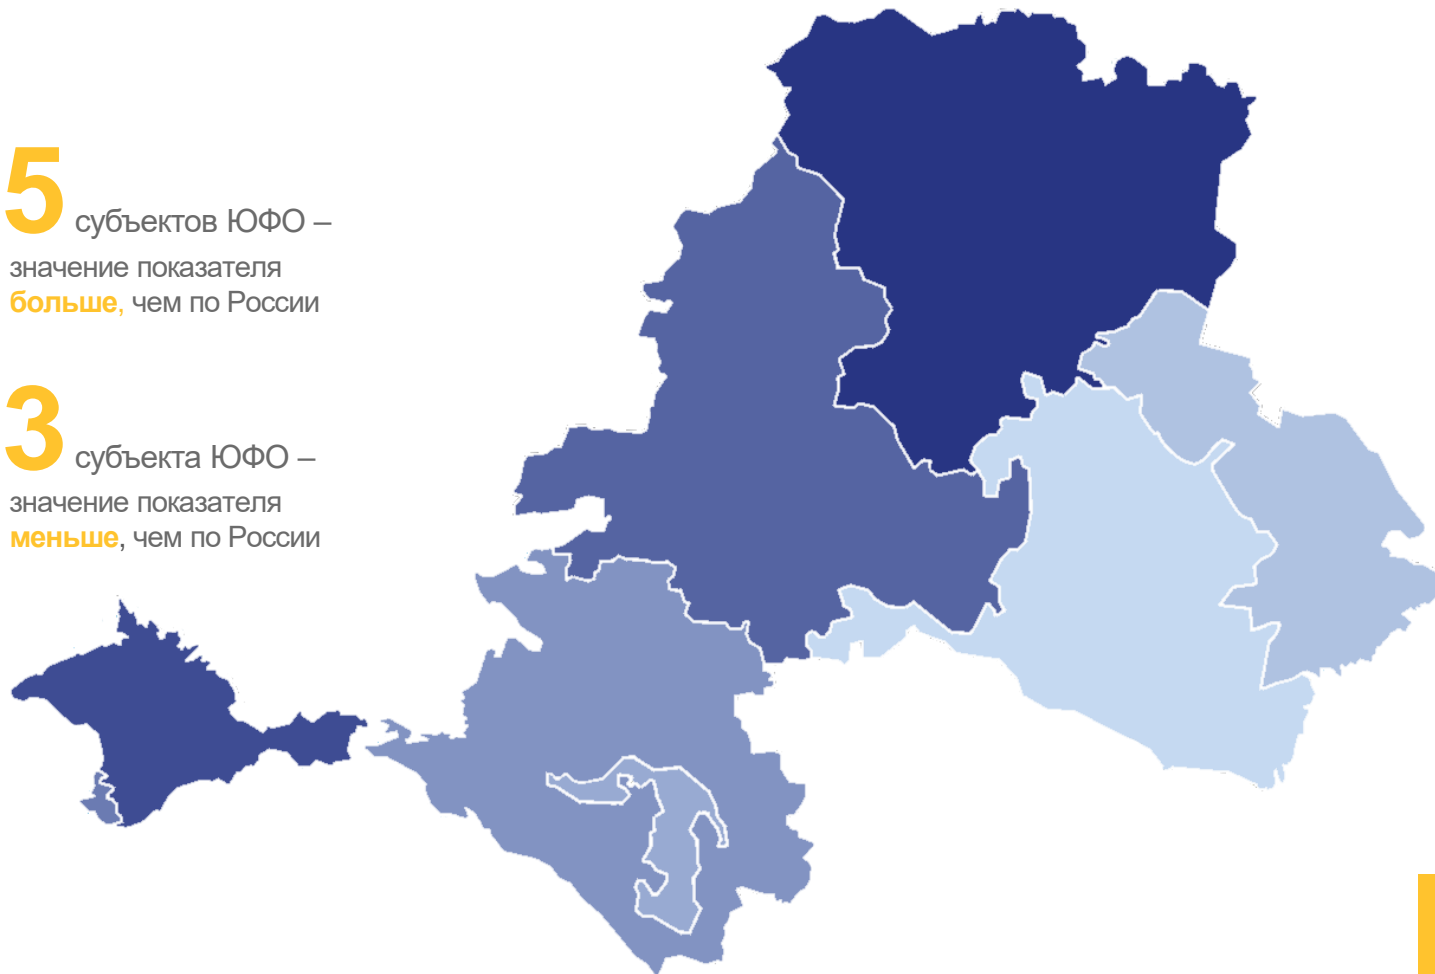 5 субъектов ЮФО –
значение показателя
больше, чем по России
3 субъекта ЮФО –
значение показателя
меньше, чем по России